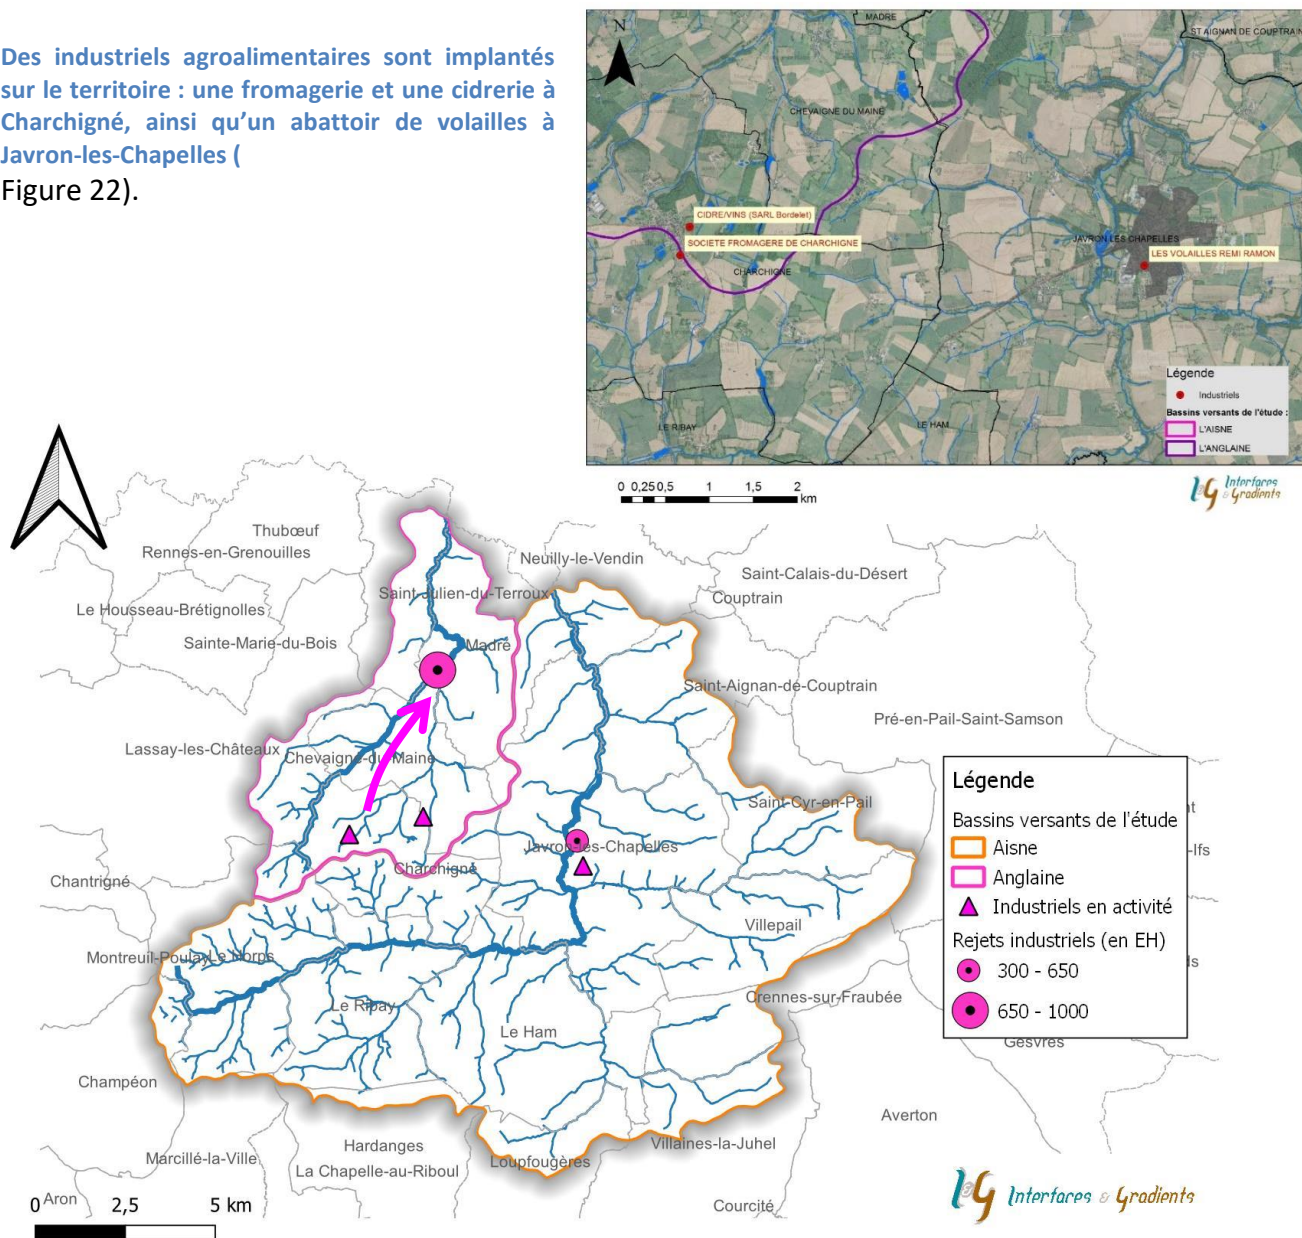 Des industriels agroalimentaires sont implantés
sur le territoire : une fromagerie et une cidrerie à
Charchigné, ainsi qu’un abattoir de volailles à
Javron-les-Chapelles (
Figure 22).
N
MADRE
ST AIGNAN DE COUPTRAIN
CHEVAIGNE DU MAINE
CIDRE/VINS (SARL Bordelet)
SOCIETE FROMAGERE DE CHARCHIGNE
CHARCHIGNE
JAVRON LES CHAPELLES
LES VOLAILLES REMI RAMON
LE RIBAY
LE HAM
Légende
Industriels
Bassins versants de l'étude :
L'AISNE
L'ANGLAINE
0 0,25 0,5 1 1,5 2
km
Interfaces
& Gradients
Thubœuf
Rennes-en-Grenouilles
Neuilly-le-Vendin
Saint-Calais-du-Désert
Couptrain
Saint-Julien-du-Terroux
Le Housseau-Brétignolles
Sainte-Marie-du-Bois
Madré
Saint-Aignan-de-Couptrain
Pré-en-Pail-Saint-Samson
Lassay-les-Châteaux
Chevaigné-du-Maine
Saint-Cyr-en-Pail
Javron-les-Chapelles
Charchigné
Chantrigné
Villepail
Montreuil-Poulay
Le Horps
Crennes-sur-Fraubée
Le Ribay
Le Ham
Gesvres
Champéon
Averton
Hardanges
Villaines-la-Juhel
Marcillé-la-Ville
La Chapelle-au-Riboul
Loupfougères
Aron
Courcité
Légende
Bassins versants de l'étude
Aisne
Anglaine
Industriels en activité
Rejets industriels (en EH)
300 - 650
650 - 1000
nt
-Ifs
ls
0 2,5 5 km
Interfaces & Gradients